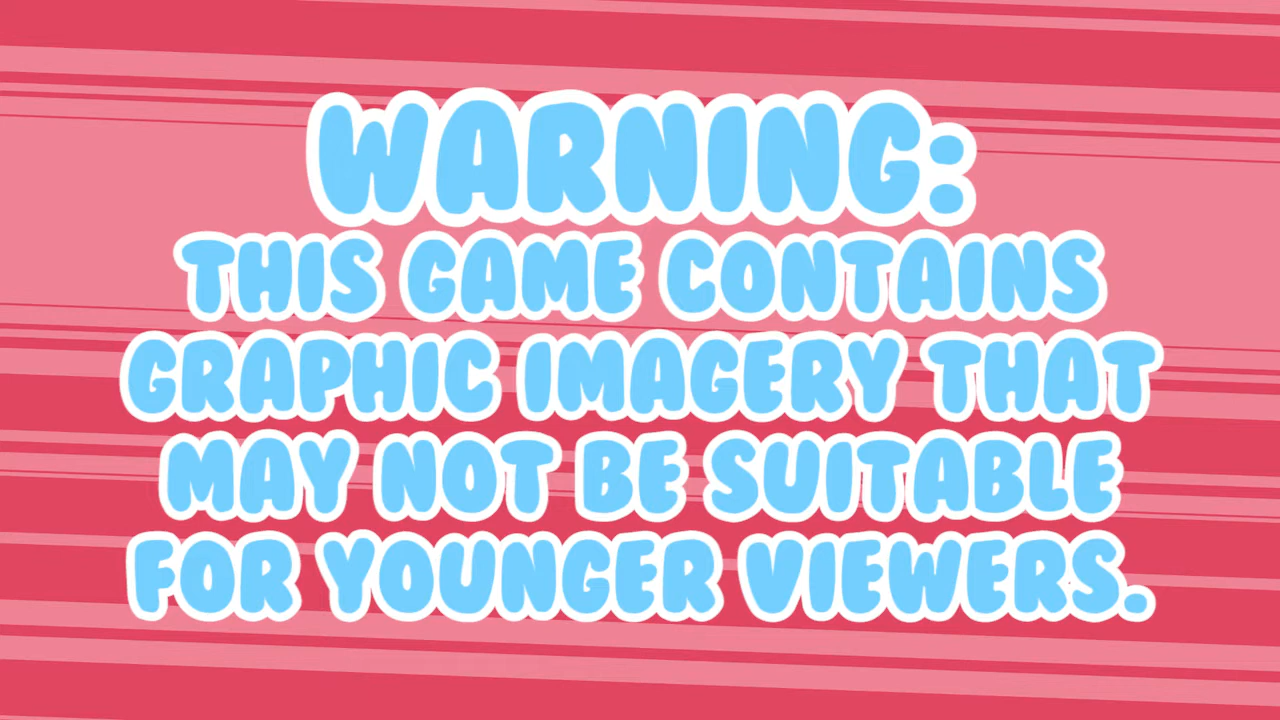 WARNING:
THIS GAME CONTAINS
GRAPHIC IMAGERY THAT
MAY NOT BE SUITABLE
FOR YOUNGER VIEWERS.